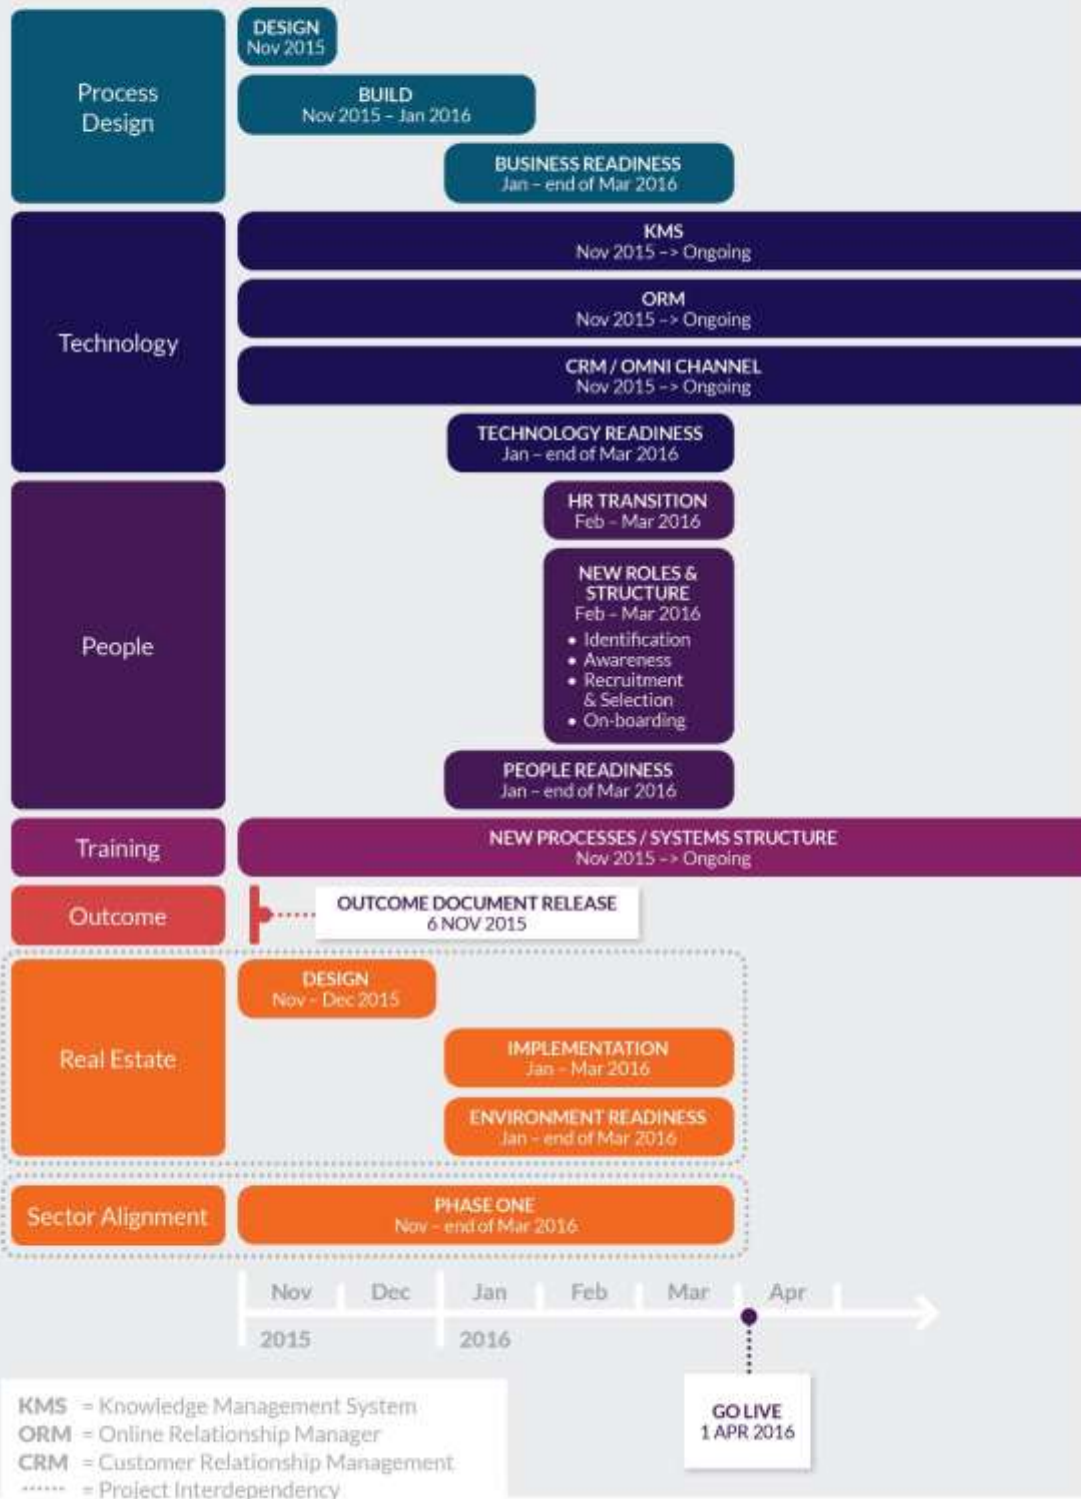 Process
Design
DESIGN
Nov 2015
BUILD
Nov 2015 – Jan 2016
BUSINESS READINESS
Jan – end of Mar 2016
Technology
KMS
Nov 2015 –> Ongoing
ORM
Nov 2015 –> Ongoing
CRM / OMNI CHANNEL
Nov 2015 –> Ongoing
TECHNOLOGY READINESS
Jan – end of Mar 2016
People
HR TRANSITION
Feb – Mar 2016
NEW ROLES &
STRUCTURE
Feb – Mar 2016
• Identification
• Awareness
• Recruitment
& Selection
• On-boarding
PEOPLE READINESS
Jan – end of Mar 2016
Training
NEW PROCESSES / SYSTEMS STRUCTURE
Nov 2015 –> Ongoing
Outcome
OUTCOME DOCUMENT RELEASE
6 NOV 2015
Real Estate
DESIGN
Nov – Dec 2015
IMPLEMENTATION
Jan – Mar 2016
ENVIRONMENT READINESS
Jan – end of Mar 2016
Sector Alignment
PHASE ONE
Nov – end of Mar 2016
Nov Dec Jan Feb Mar Apr
2015 2016
GO LIVE
1 APR 2016
KMS = Knowledge Management System
ORM = Online Relationship Manager
CRM = Customer Relationship Management
...... = Project Interdependency